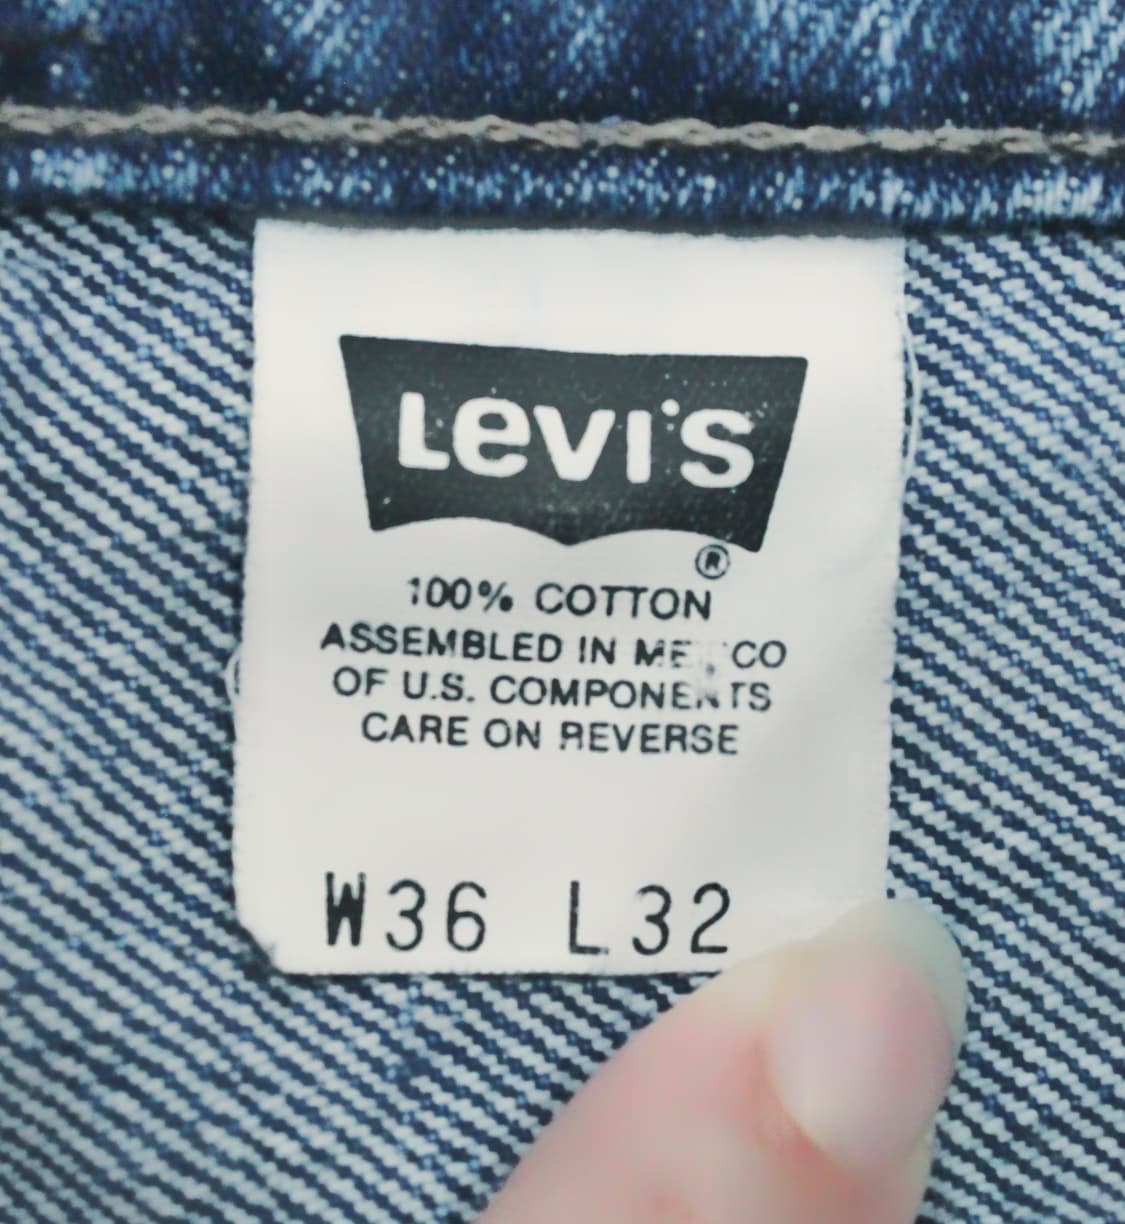 LEVI'S
®
100% COTTON
ASSEMBLED IN MEXICO
OF U.S. COMPONENTS
CARE ON REVERSE
W36 L32